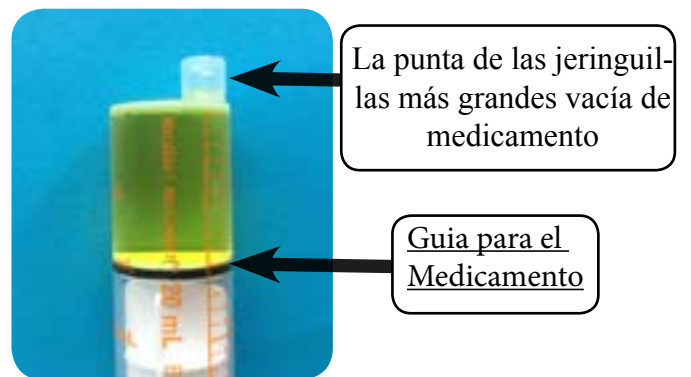 La punta de las jeringuil-
las más grandes vacía de
medicamento
Guia para el
Medicamento
20 mL